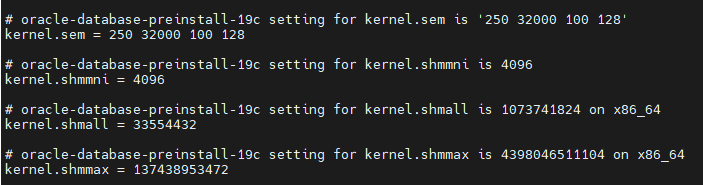 # oracle-database-preinstall-19c setting for kernel.sem is '250 32000 100 128'
kernel.sem = 250 32000 100 128
# oracle-database-preinstall-19c setting for kernel.shmmni is 4096
kernel.shmmni = 4096
# oracle-database-preinstall-19c setting for kernel.shmall is 1073741824 on x86_64
kernel.shmall = 33554432
# oracle-database-preinstall-19c setting for kernel.shmmax is 4398046511104 on x86_64
kernel.shmmax = 137438953472